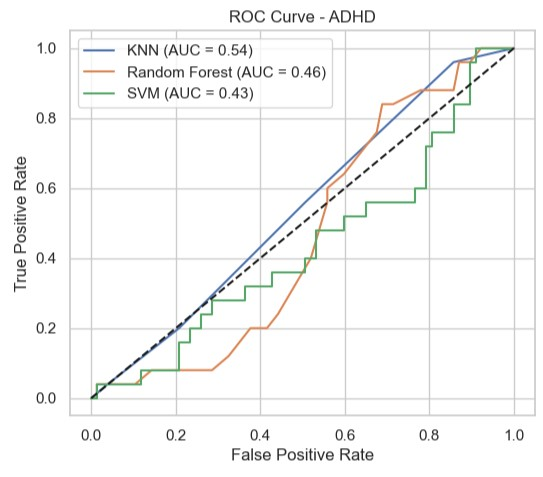 ROC Curve - ADHD
KNN (AUC = 0.54)
Random Forest (AUC = 0.46)
SVM (AUC = 0.43)
True Positive Rate
1.0
0.8
0.6
0.4
0.2
0.0
0.0 0.2 0.4 0.6 0.8 1.0
False Positive Rate